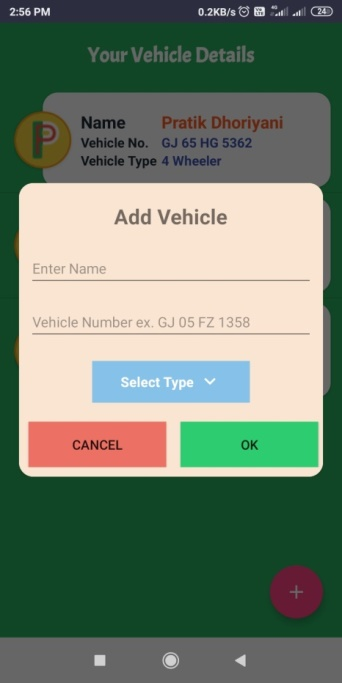 2:56 PM
0.2KB/s
4G
24
Your Vehicle Details
P
Name Pratik Dhoriyani
Vehicle No. GJ 65 HG 5362
Vehicle Type 4 Wheeler
Add Vehicle
Enter Name
Vehicle Number ex. GJ 05 FZ 1358
Select Type
CANCEL OK
+